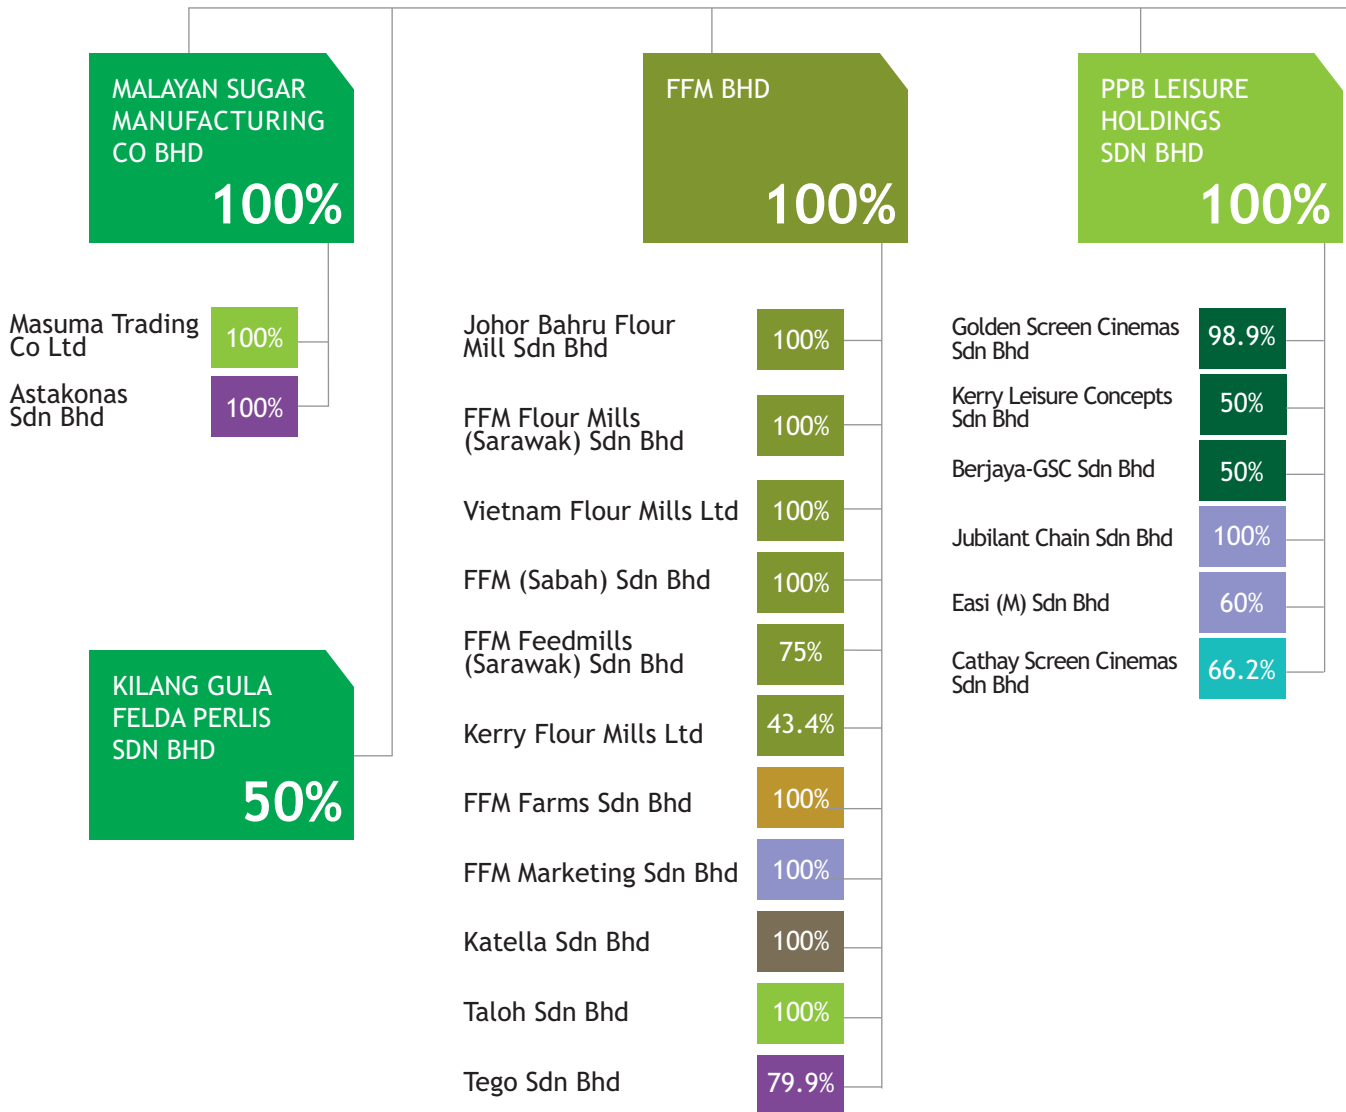 MALAYAN SUGAR
MANUFACTURING
CO BHD
100%
Masuma Trading
Co Ltd
100%
Astakonas
Sdn Bhd
100%
KILANG GULA
FELDA PERLIS
SDN BHD
50%
FFM BHD
100%
Johor Bahru Flour
Mill Sdn Bhd
100%
FFM Flour Mills
(Sarawak) Sdn Bhd
100%
Vietnam Flour Mills Ltd
100%
FFM (Sabah) Sdn Bhd
100%
FFM Feedmills
(Sarawak) Sdn Bhd
75%
Kerry Flour Mills Ltd
43.4%
FFM Farms Sdn Bhd
100%
FFM Marketing Sdn Bhd
100%
Katella Sdn Bhd
100%
Taloh Sdn Bhd
100%
Tego Sdn Bhd
79.9%
PPB LEISURE
HOLDINGS
SDN BHD
100%
Golden Screen Cinemas
Sdn Bhd
98.9%
Kerry Leisure Concepts
Sdn Bhd
50%
Berjaya-GSC Sdn Bhd
50%
Jubilant Chain Sdn Bhd
100%
Easi (M) Sdn Bhd
60%
Cathay Screen Cinemas
Sdn Bhd
66.2%